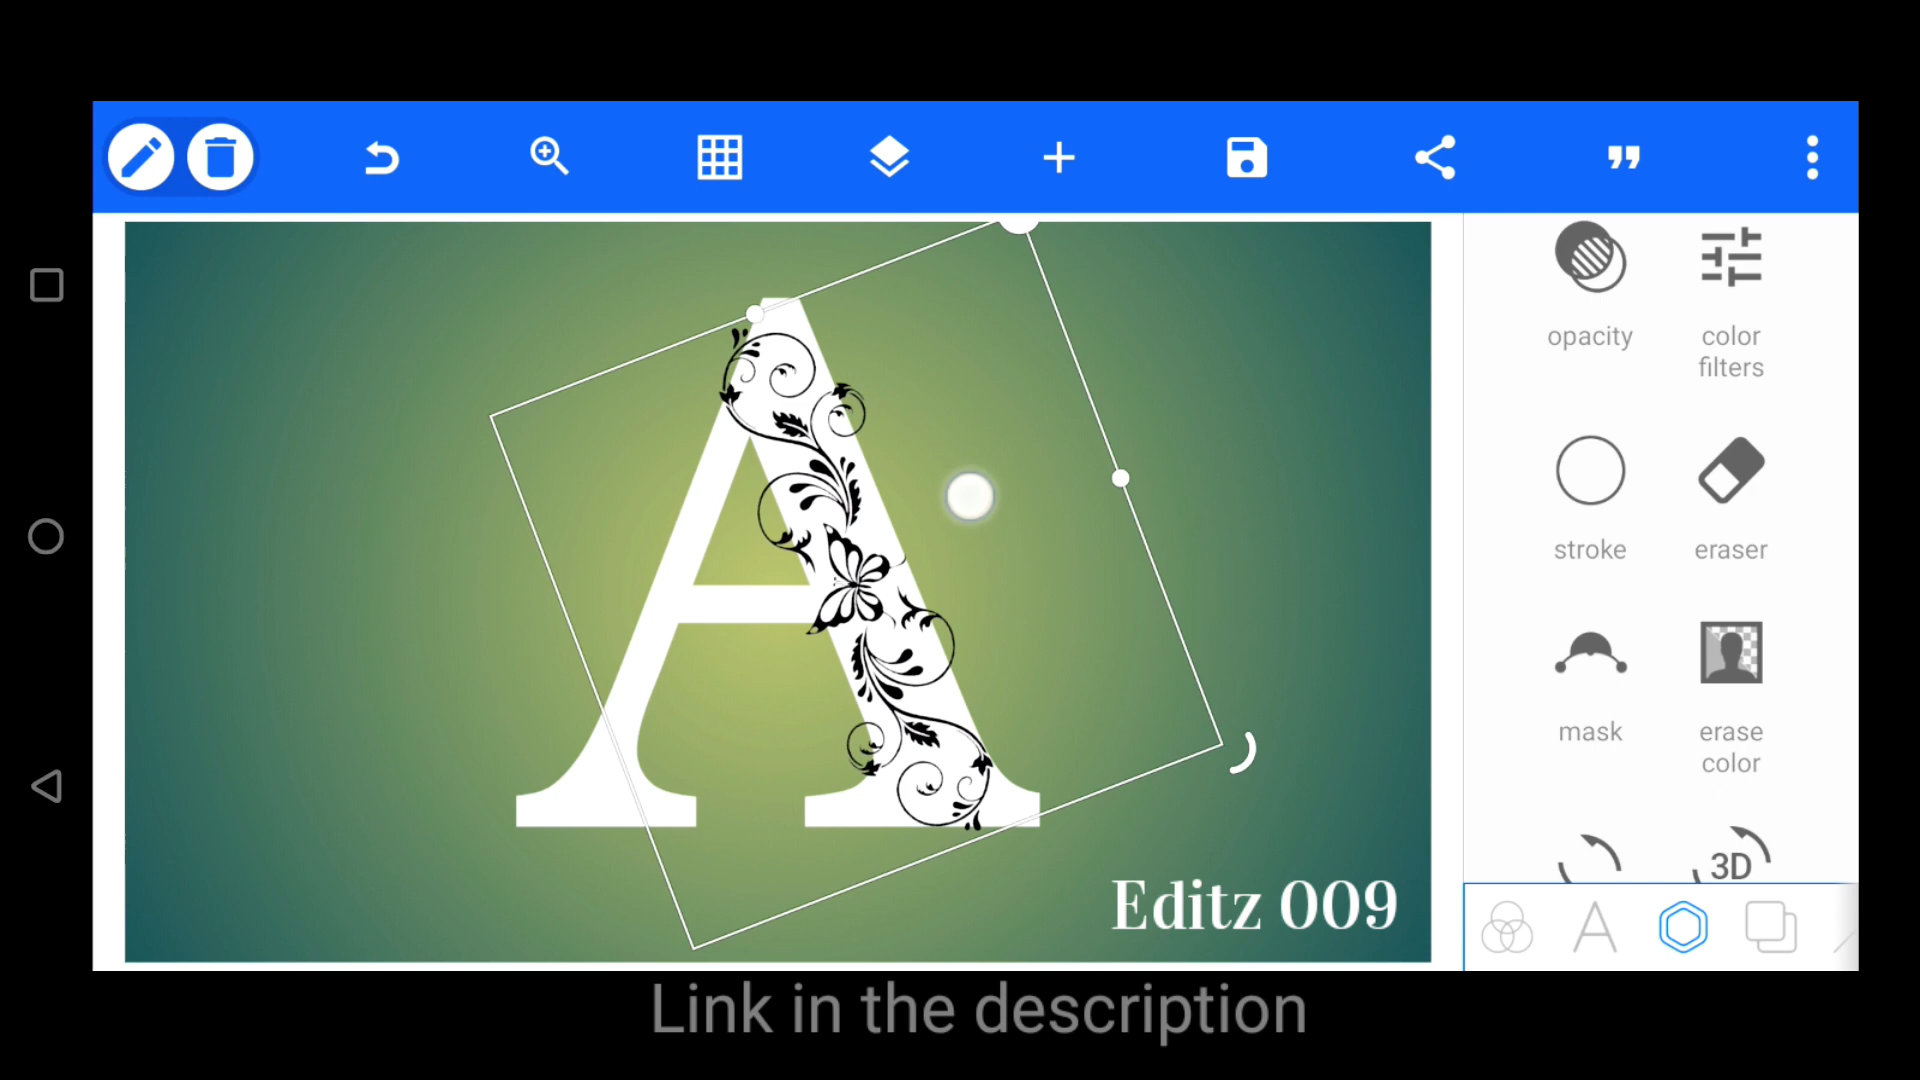 opacity
color
filters
stroke
eraser
mask
erase
color
3D
A
A
Editz 009
Link in the description